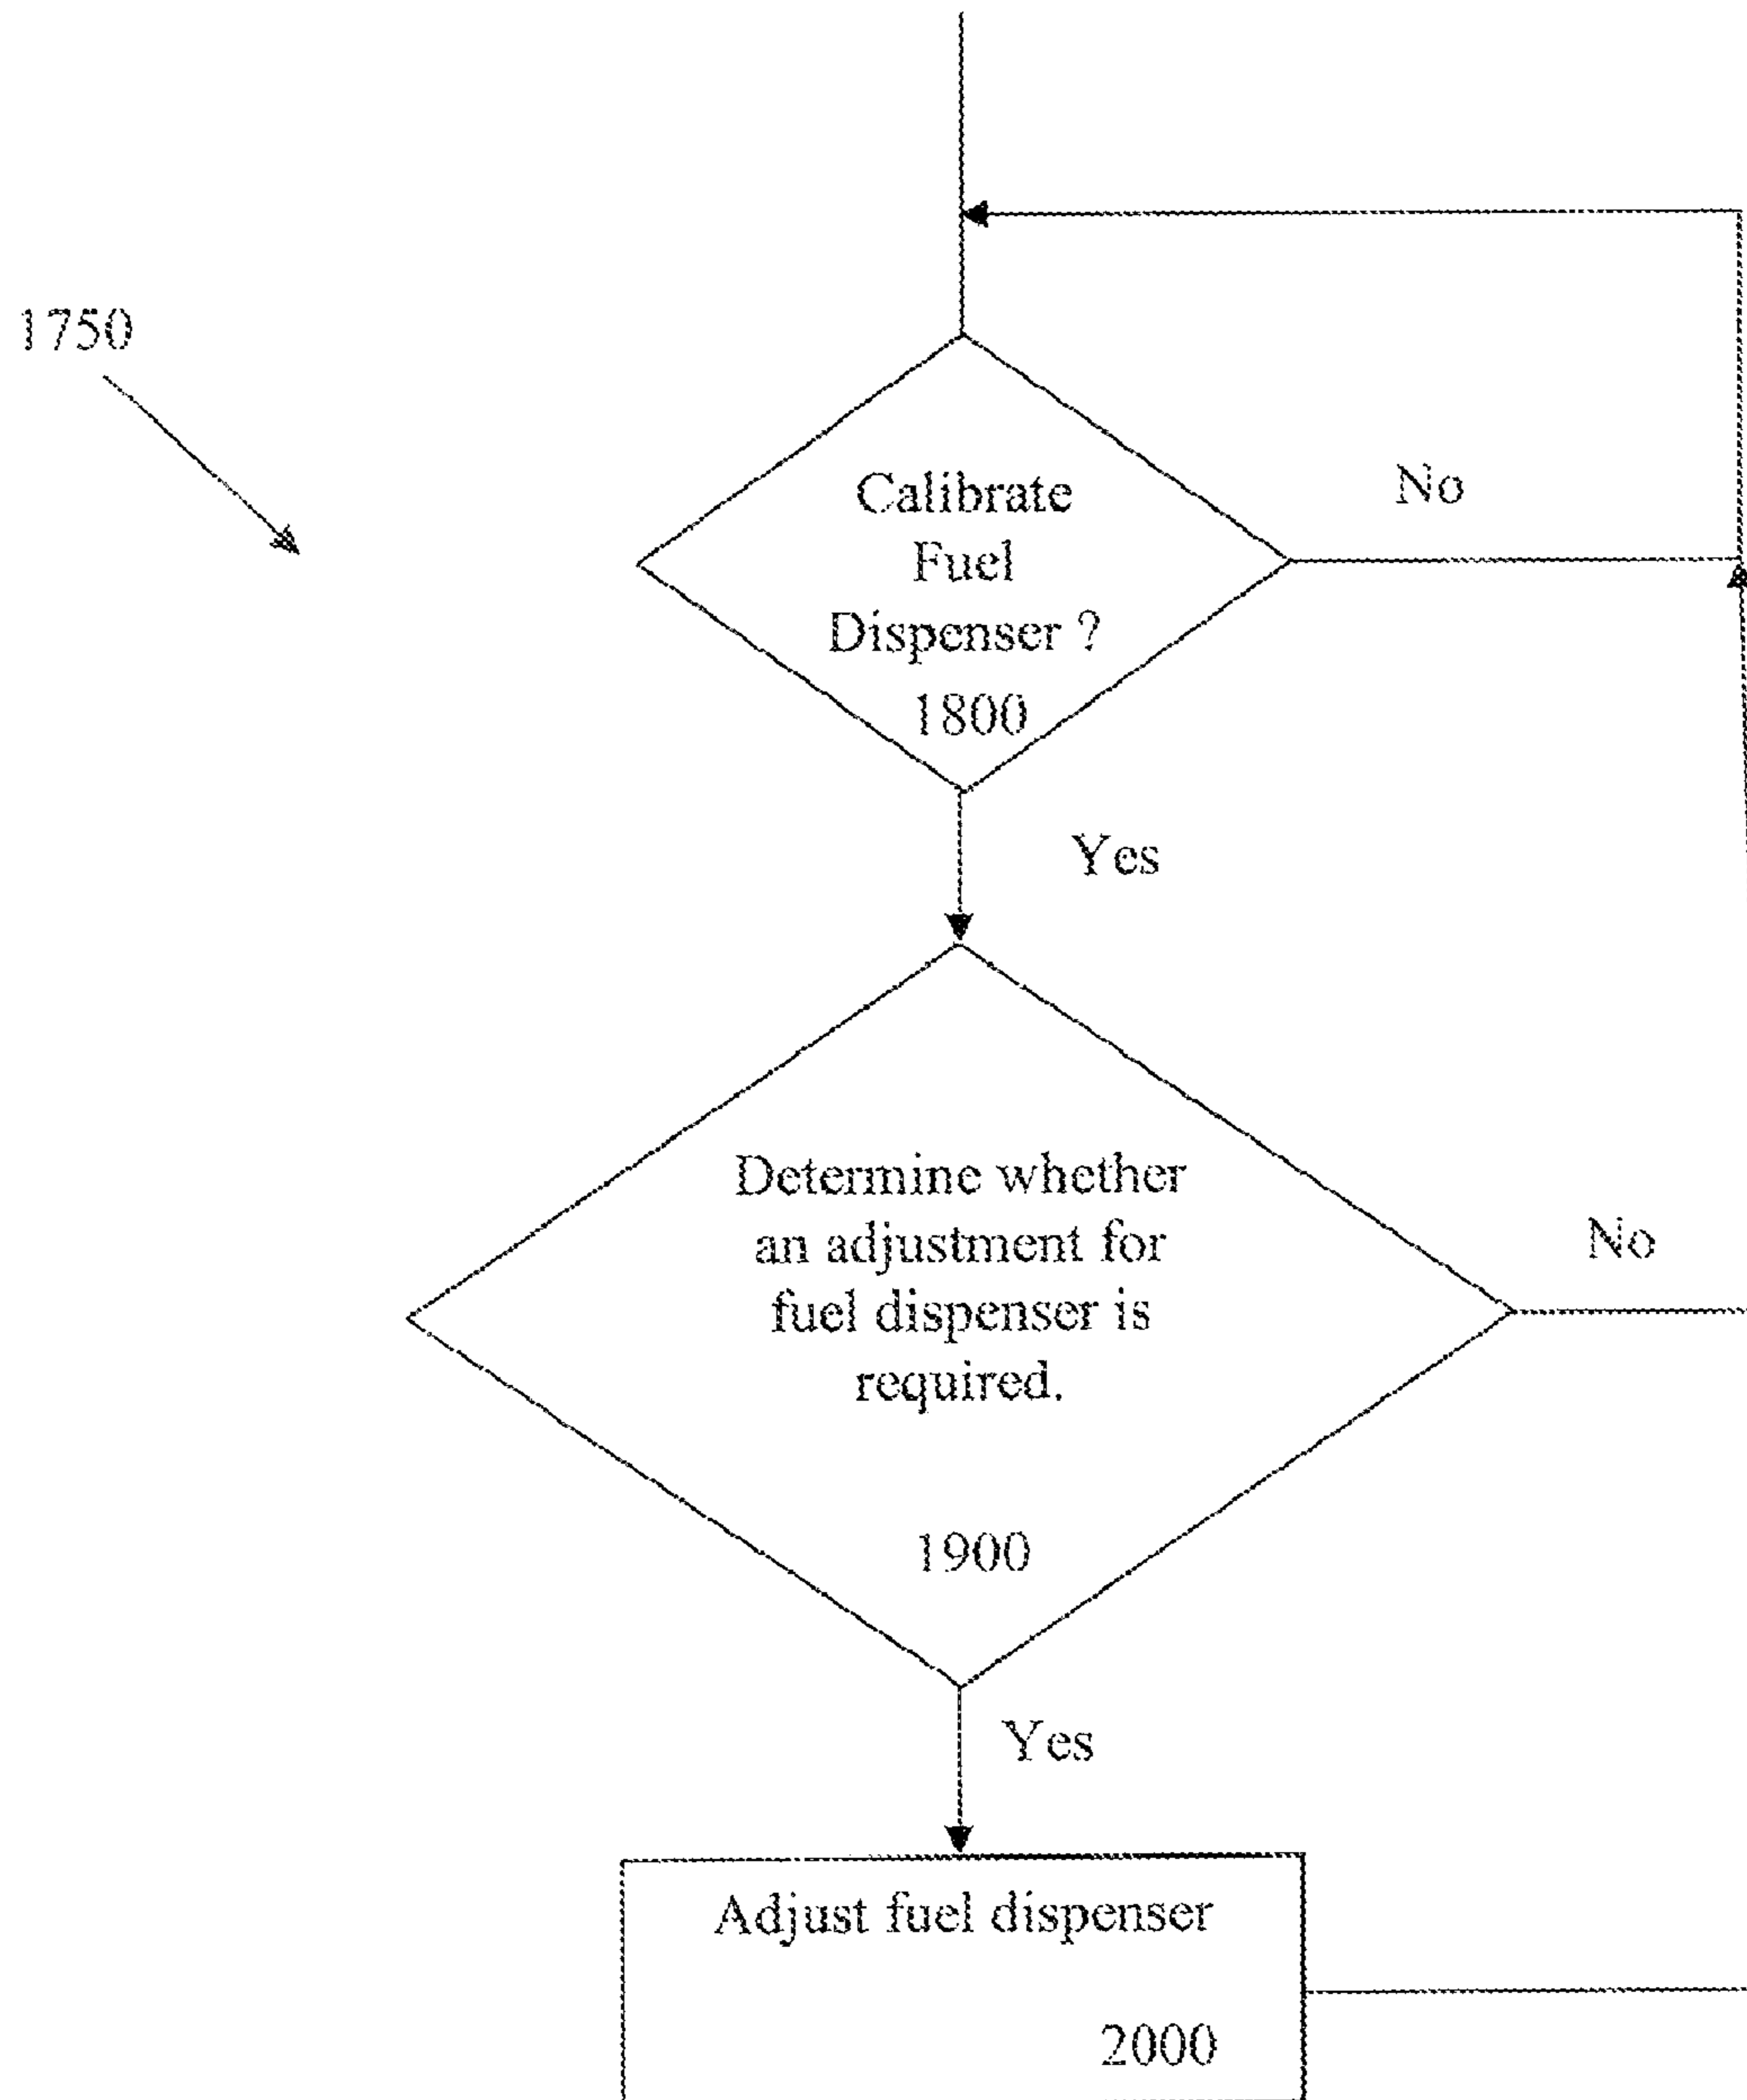 1750
Calibrate
Fuel
Dispenser ?
1800
No
Yes
Determine whether
an adjustment for
fuel dispenser is
required.
1900
No
Yes
Adjust fuel dispenser
2000